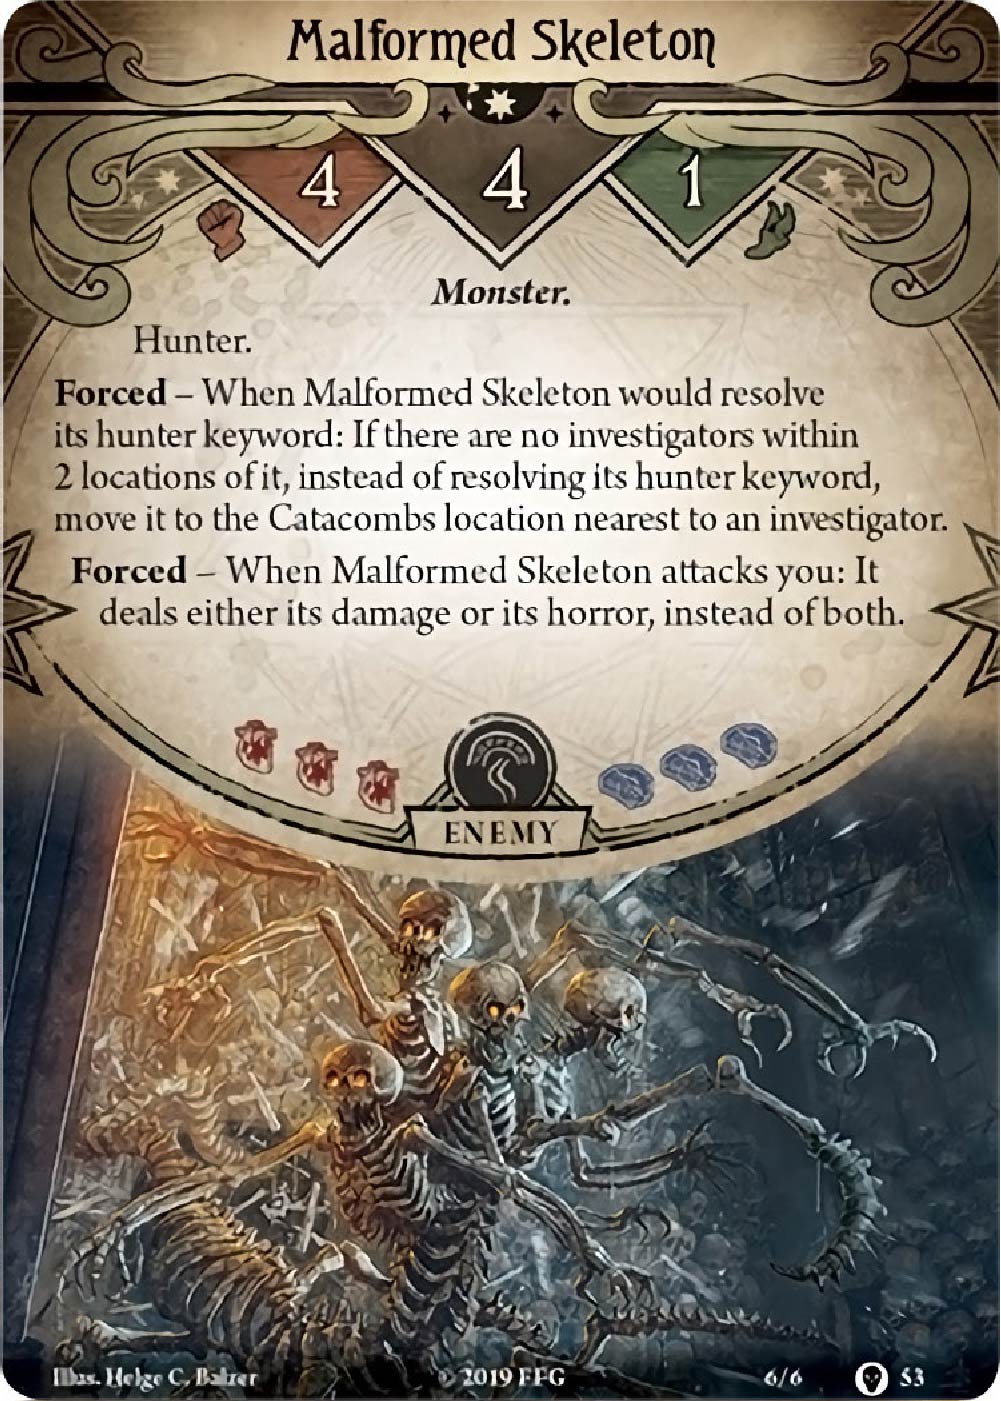 Malformed Skeleton
4 4 1
Monster.
Hunter.
Forced – When Malformed Skeleton would resolve
its hunter keyword: If there are no investigators within
2 locations of it, instead of resolving its hunter keyword,
move it to the Catacombs location nearest to an investigator.
Forced – When Malformed Skeleton attacks you: It
deals either its damage or its horror, instead of both.
ENEMY
Illus. Helge C. Balzer © 2019 FFG 6/6 53